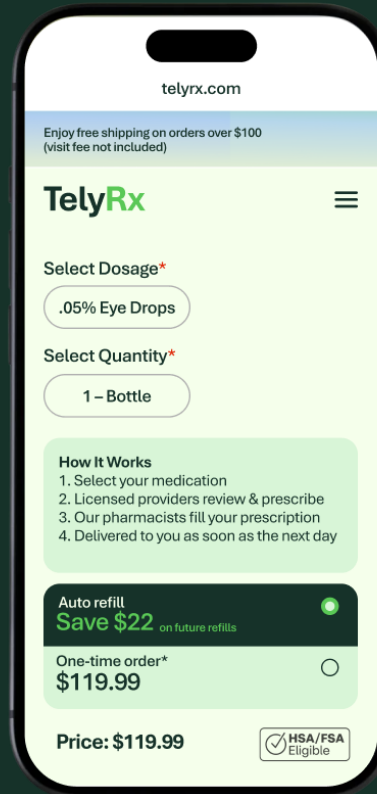 telyrx.com
Enjoy free shipping on orders over $100
(visit fee not included)
TelyRx
Select Dosage*
.05% Eye Drops
Select Quantity*
1 – Bottle
How It Works
1. Select your medication
2. Licensed providers review & prescribe
3. Our pharmacists fill your prescription
4. Delivered to you as soon as the next day
Auto refill
Save $22 on future refills
One-time order*
$119.99
Price: $119.99
HSA/FSA
Eligible